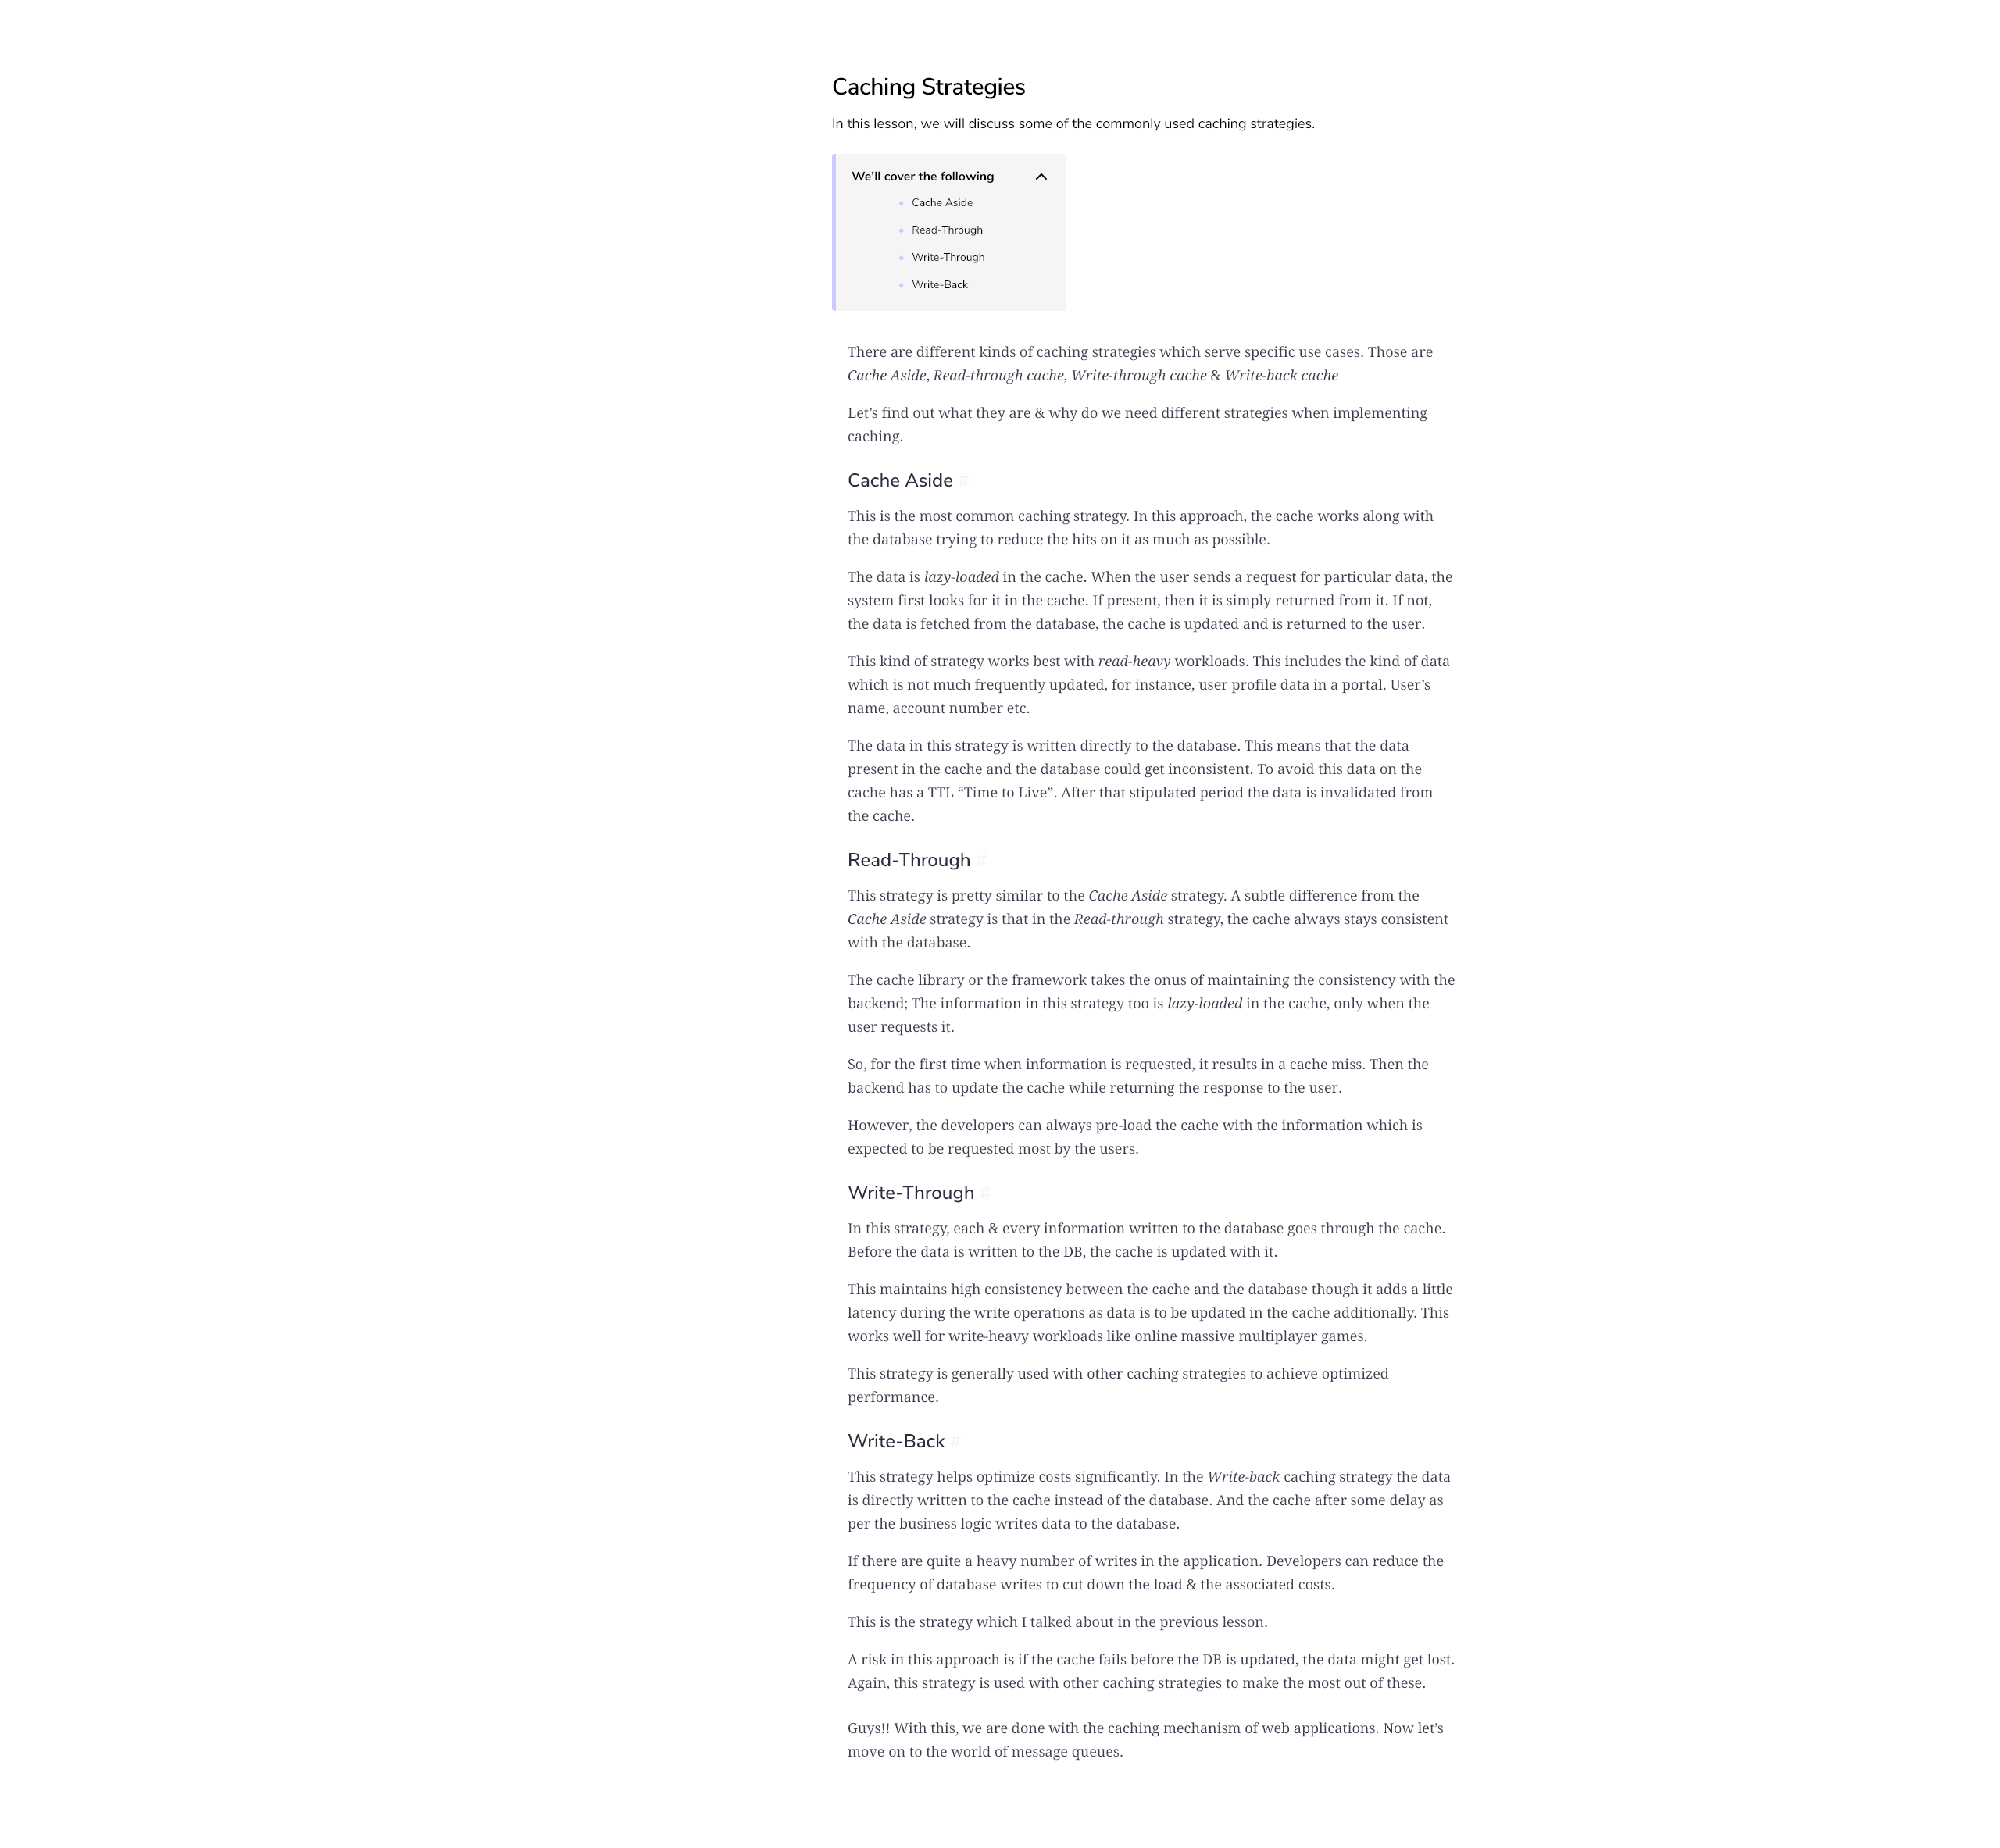 Caching Strategies
In this lesson, we will discuss some of the commonly used caching strategies.
We'll cover the following
Cache Aside
Read-Through
Write-Through
Write-Back
There are different kinds of caching strategies which serve specific use cases. Those are
Cache Aside, Read-through cache, Write-through cache & Write-back cache
Let’s find out what they are & why do we need different strategies when implementing
caching.
Cache Aside #
This is the most common caching strategy. In this approach, the cache works along with
the database trying to reduce the hits on it as much as possible.
The data is lazy-loaded in the cache. When the user sends a request for particular data, the
system first looks for it in the cache. If present, then it is simply returned from it. If not,
the data is fetched from the database, the cache is updated and is returned to the user.
This kind of strategy works best with read-heavy workloads. This includes the kind of data
which is not much frequently updated, for instance, user profile data in a portal. User’s
name, account number etc.
The data in this strategy is written directly to the database. This means that the data
present in the cache and the database could get inconsistent. To avoid this data on the
cache has a TTL “Time to Live”. After that stipulated period the data is invalidated from
the cache.
Read-Through #
This strategy is pretty similar to the Cache Aside strategy. A subtle difference from the
Cache Aside strategy is that in the Read-through strategy, the cache always stays consistent
with the database.
The cache library or the framework takes the onus of maintaining the consistency with the
backend; The information in this strategy too is lazy-loaded in the cache, only when the
user requests it.
So, for the first time when information is requested, it results in a cache miss. Then the
backend has to update the cache while returning the response to the user.
However, the developers can always pre-load the cache with the information which is
expected to be requested most by the users.
Write-Through #
In this strategy, each & every information written to the database goes through the cache.
Before the data is written to the DB, the cache is updated with it.
This maintains high consistency between the cache and the database though it adds a little
latency during the write operations as data is to be updated in the cache additionally. This
works well for write-heavy workloads like online massive multiplayer games.
This strategy is generally used with other caching strategies to achieve optimized
performance.
Write-Back #
This strategy helps optimize costs significantly. In the Write-back caching strategy the data
is directly written to the cache instead of the database. And the cache after some delay as
per the business logic writes data to the database.
If there are quite a heavy number of writes in the application. Developers can reduce the
frequency of database writes to cut down the load & the associated costs.
This is the strategy which I talked about in the previous lesson.
A risk in this approach is if the cache fails before the DB is updated, the data might get lost.
Again, this strategy is used with other caching strategies to make the most out of these.
Guys!! With this, we are done with the caching mechanism of web applications. Now let’s
move on to the world of message queues.